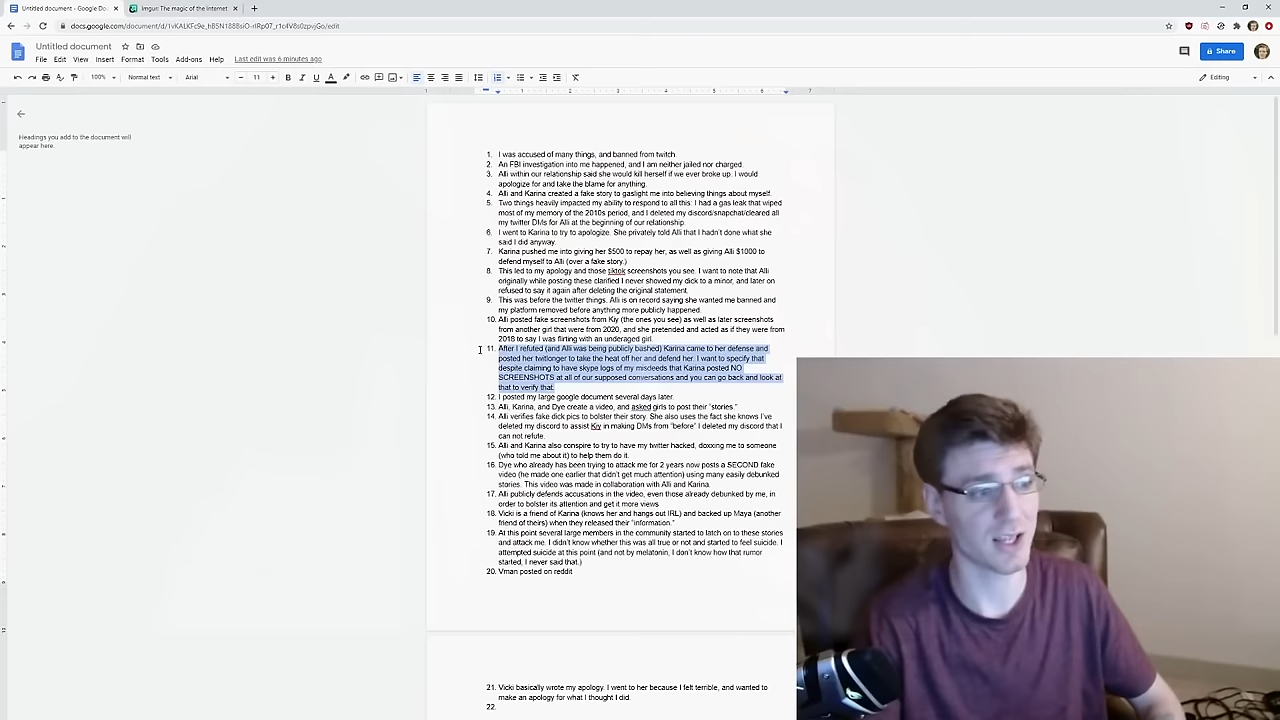 Untitled document - Google Do
Imgur: The magic of the Internet
docs.google.com/document/d/1vKALKFc9e_hBSN188BsiO-rIRp07_r1c4V8s0zpvjGo/edit
Untitled document
File Edit View Insert Format Tools Add-ons Help Last edit was 6 minutes ago
Share
100% Normal text Arial 11 Editing
Headings you add to the document will
appear here.
1. I was accused of many things, and banned from twitch.
2. An FBI investigation into me happened, and I am neither jailed nor charged.
3. Alli within our relationship said she would kill herself if we ever broke up. I would
apologize for and take the blame for anything.
4. Alli and Karina created a fake story to gaslight me into believing things about myself.
5. Two things heavily impacted my ability to respond to all this: I had a gas leak that wiped
most of my memory of the 2010s period, and I deleted my discord/snapchat/cleared all
my twitter DMs for Alli at the beginning of our relationship.
6. I went to Karina to try to apologize. She privately told Alli that I hadn't done what she
said I did anyway.
7. Karina pushed me into giving her $500 to repay her, as well as giving Alli $1000 to
defend myself to Alli (over a fake story.)
8. This led to my apology and those tiktok screenshots you see. I want to note that Alli
originally while posting these clarified I never showed my dick to a minor, and later on
refused to say it again after deleting the original statement.
9. This was before the twitter things. Alli is on record saying she wanted me banned and
my platform removed before anything more publicly happened.
10. Alli posted fake screenshots from Kiy (the ones you see) as well as later screenshots
from another girl that were from 2020, and she pretended and acted as if they were from
2018 to say I was flirting with an underaged girl.
11. After I refuted (and Alli was being publicly bashed) Karina came to her defense and
posted her twitlonger to take the heat off her and defend her. I want to specify that
despite claiming to have skype logs of my misdeeds that Karina posted NO
SCREENSHOTS at all of our supposed conversations and you can go back and look at
that to verify that.
12. I posted my large google document several days later.
13. Alli, Karina, and Dye create a video, and asked girls to post their "stories."
14. Alli verifies fake dick pics to bolster their story. She also uses the fact she knows I've
deleted my discord to assist Kiy in making DMs from "before" I deleted my discord that I
can not refute.
15. Alli and Karina also conspire to try to have my twitter hacked, doxxing me to someone
(who told me about it) to help them do it.
16. Dye who already has been trying to attack me for 2 years now posts a SECOND fake
video (he made one earlier that didn't get much attention) using many easily debunked
stories. This video was made in collaboration with Alli and Karina.
17. Alli publicly defends accusations in the video, even those already debunked by me, in
order to bolster its attention and get it more views
18. Vicki is a friend of Karina (knows her and hangs out IRL) and backed up Maya (another
friend of theirs) when they released their "information."
19. At this point several large members in the community started to latch on to these stories
and attack me. I didn't know whether this was all true or not and started to feel suicide. I
attempted suicide at this point (and not by melatonin, I don't know how that rumor
started, I never said that.)
20. Vman posted on reddit
21. Vicki basically wrote my apology. I went to her because I felt terrible, and wanted to
make an apology for what I thought I did.
22.